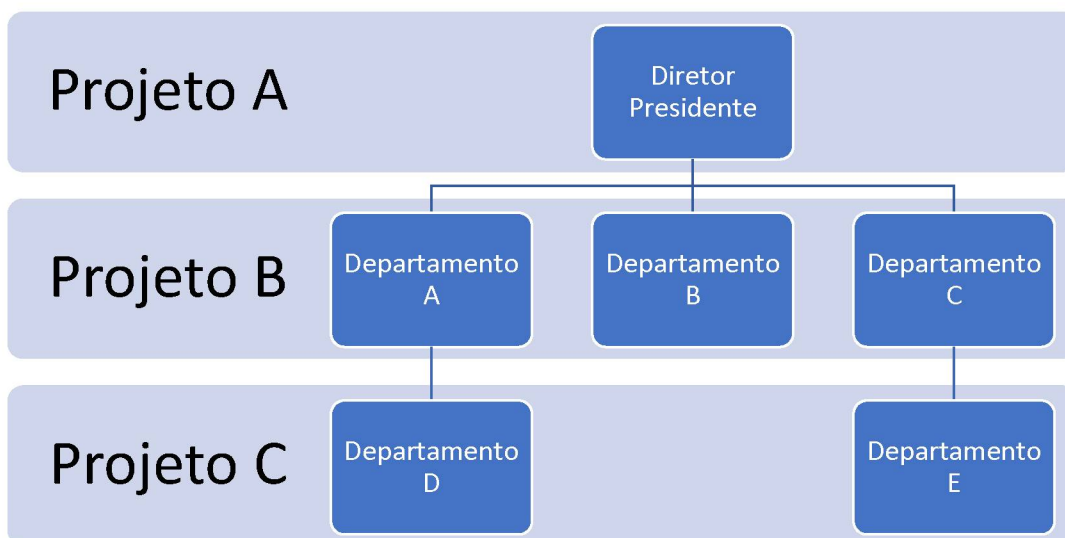 Projeto A
Diretor
Presidente
Projeto B
Departamento
A
Departamento
B
Departamento
C
Projeto C
Departamento
D
Departamento
E